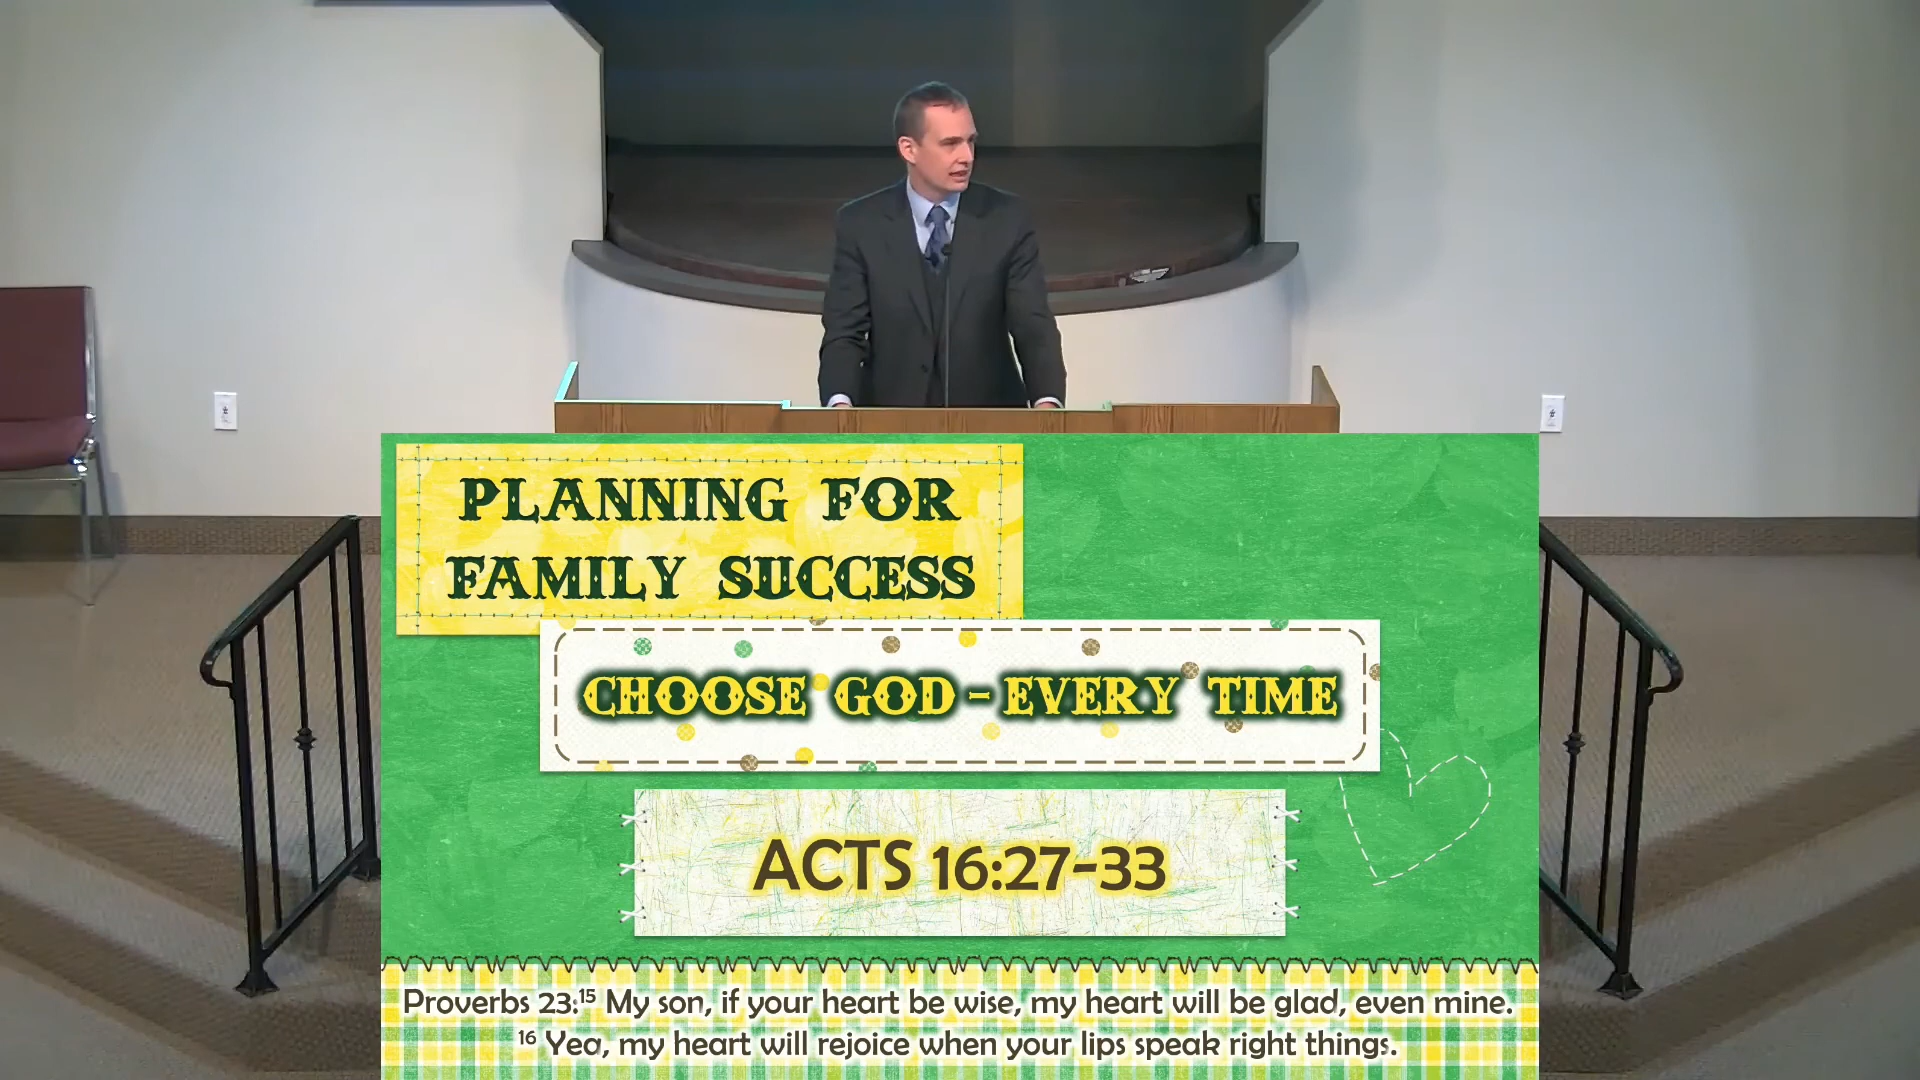 PLANNING FOR
FAMILY SUCCESS
CHOOSE GOD - EVERY TIME
ACTS 16:27-33
Proverbs 23:¹⁵ My son, if your heart be wise, my heart will be glad, even mine.
¹⁶ Yea, my heart will rejoice when your lips speak right things.